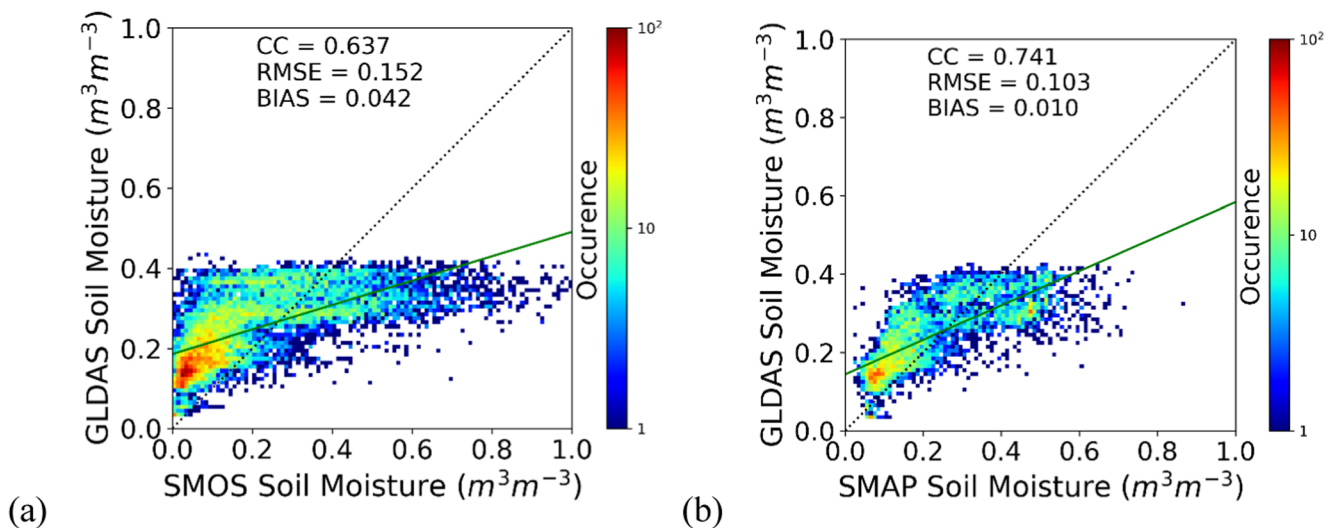 CC = 0.637
RMSE = 0.152
BIAS = 0.042
GLDAS Soil Moisture (m³m⁻³)
1.0
0.8
0.6
0.4
0.2
0.0
0.0 0.2 0.4 0.6 0.8 1.0
SMOS Soil Moisture (m³m⁻³)
10²
10
1
Occurence
(a)
CC = 0.741
RMSE = 0.103
BIAS = 0.010
GLDAS Soil Moisture (m³m⁻³)
1.0
0.8
0.6
0.4
0.2
0.0
0.0 0.2 0.4 0.6 0.8 1.0
SMAP Soil Moisture (m³m⁻³)
10²
10
1
Occurence
(b)